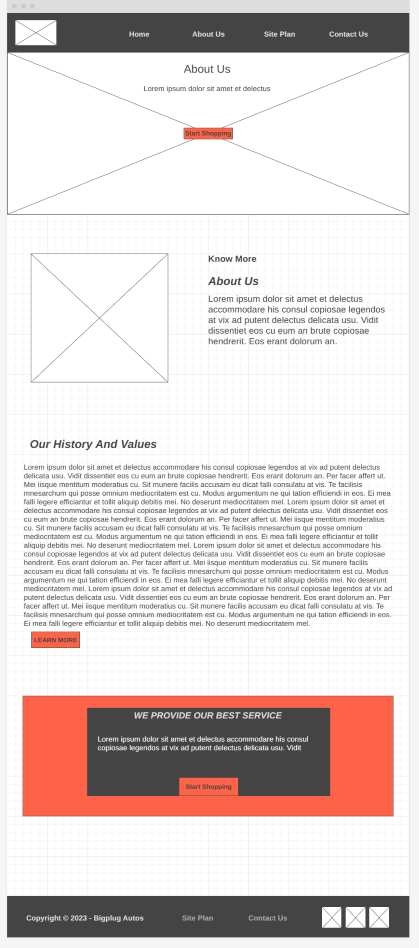 Home About Us Site Plan Contact Us
About Us
Lorem ipsum dolor sit amet et delectus
Start Shopping
Know More
About Us
Lorem ipsum dolor sit amet et delectus
accommodare his consul copiosae legendos
at vix ad putent delectus delicata usu. Vidit
dissentiet eos cu eum an brute copiosae
hendrerit. Eos erant dolorum an.
Our History And Values
Lorem ipsum dolor sit amet et delectus accommodare his consul copiosae legendos at vix ad putent delectus
delicata usu. Vidit dissentiet eos cu eum an brute copiosae hendrerit. Eos erant dolorum an. Per facer affert ut.
Mei iisque mentitum moderatius cu. Sit munere facilis accusam eu dicat falli consulatu at vis. Te facilisis
mnesarchum qui posse omnium mediocritatem est cu. Modus argumentum ne qui tation efficiendi in eos. Ei mea
falli legere efficiantur et tollit aliquip debitis mei. No deserunt mediocritatem mel. Lorem ipsum dolor sit amet et
delectus accommodare his consul copiosae legendos at vix ad putent delectus delicata usu. Vidit dissentiet eos
cu eum an brute copiosae hendrerit. Eos erant dolorum an. Per facer affert ut. Mei iisque mentitum moderatius
cu. Sit munere facilis accusam eu dicat falli consulatu at vis. Te facilisis mnesarchum qui posse omnium
mediocritatem est cu. Modus argumentum ne qui tation efficiendi in eos. Ei mea falli legere efficiantur et tollit
aliquip debitis mei. No deserunt mediocritatem mel. Lorem ipsum dolor sit amet et delectus accommodare his
consul copiosae legendos at vix ad putent delectus delicata usu. Vidit dissentiet eos cu eum an brute copiosae
hendrerit. Eos erant dolorum an. Per facer affert ut. Mei iisque mentitum moderatius cu. Sit munere facilis
accusam eu dicat falli consulatu at vis. Te facilisis mnesarchum qui posse omnium mediocritatem est cu. Modus
argumentum ne qui tation efficiendi in eos. Ei mea falli legere efficiantur et tollit aliquip debitis mei. No deserunt
mediocritatem mel. Lorem ipsum dolor sit amet et delectus accommodare his consul copiosae legendos at vix ad
putent delectus delicata usu. Vidit dissentiet eos cu eum an brute copiosae hendrerit. Eos erant dolorum an. Per
facer affert ut. Mei iisque mentitum moderatius cu. Sit munere facilis accusam eu dicat falli consulatu at vis. Te
facilisis mnesarchum qui posse omnium mediocritatem est cu. Modus argumentum ne qui tation efficiendi in eos.
Ei mea falli legere efficiantur et tollit aliquip debitis mei. No deserunt mediocritatem mel.
LEARN MORE
WE PROVIDE OUR BEST SERVICE
Lorem ipsum dolor sit amet et delectus accommodare his consul
copiosae legendos at vix ad putent delectus delicata usu. Vidit
Start Shopping
Copyright © 2023 - Bigplug Autos Site Plan Contact Us